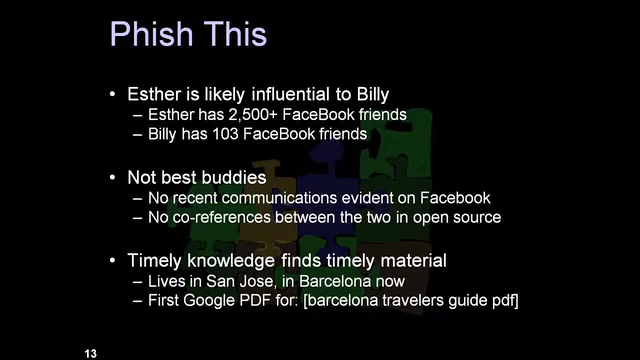 Phish This
• Esther is likely influential to Billy
– Esther has 2,500+ FaceBook friends
– Billy has 103 FaceBook friends
• Not best buddies
– No recent communications evident on Facebook
– No co-references between the two in open source
• Timely knowledge finds timely material
– Lives in San Jose, in Barcelona now
– First Google PDF for: [barcelona travelers guide pdf]
13